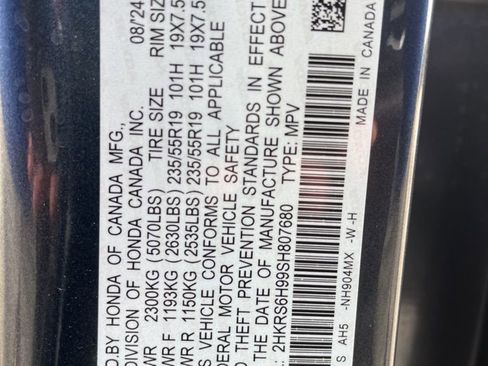 D.BY HONDA OF CANADA MFG.,
DIVISION OF HONDA CANADA INC. 08/24
WR 2300KG (5070LBS) TIRE SIZE RIM SIZ
WR F 1193KG (2630LBS) 235/55R19 101H 19X7.5
WR R 1150KG (2535LBS) 235/55R19 101H 19X7.5
S VEHICLE CONFORMS TO ALL APPLICABLE
DERAL MOTOR VEHICLE SAFETY
D THEFT PREVENTION STANDARDS IN EFFECT
THE DATE OF MANUFACTURE SHOWN ABOVE
: 2HKRS6H99SH807680 TYPE: MPV
S AH5 -NH904MX -W -H MADE IN CANADA